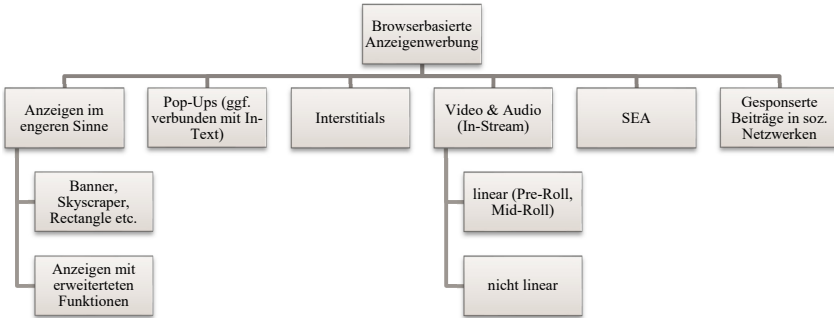 Browserbasierte
Anzeigenwerbung
Anzeigen im
engeren Sinne
Pop-Ups (ggf.
verbunden mit In-
Text)
Interstitials
Video & Audio
(In-Stream)
SEA
Gesponserte
Beiträge in soz.
Netzwerken
Banner,
Skyscraper,
Rectangle etc.
linear (Pre-Roll,
Mid-Roll)
Anzeigen mit
erweiterteten
Funktionen
nicht linear